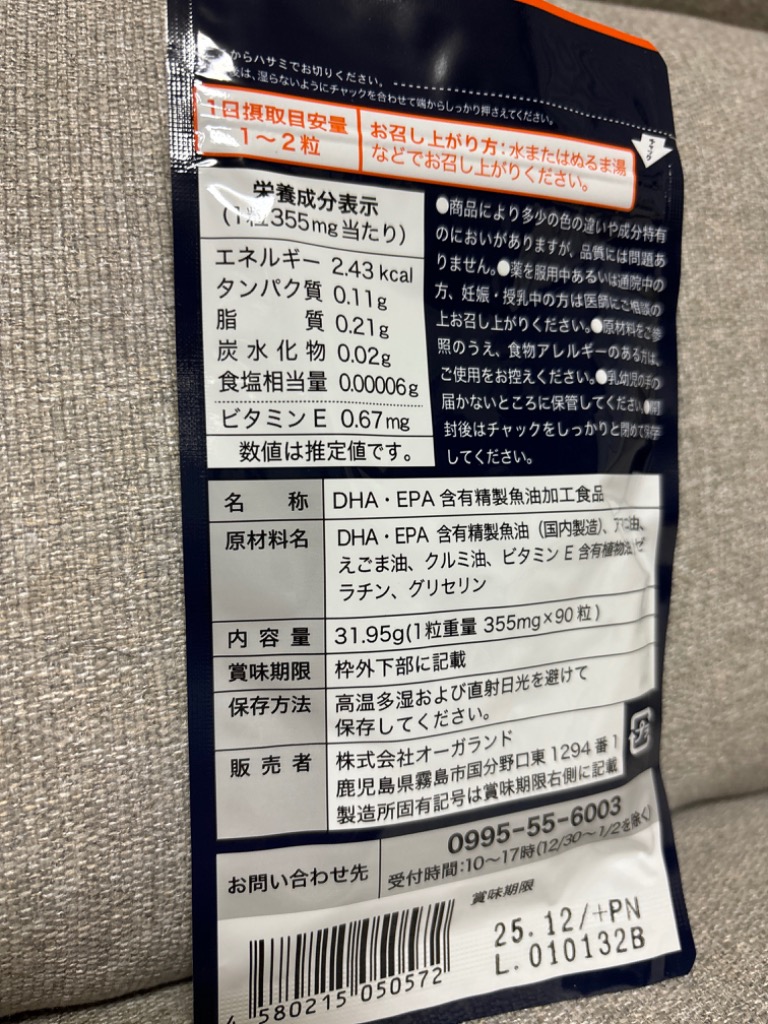 からハサミでお切りください。
後は、湿らないようにチャックを合わせて端からしっかり押さえてください。
チャック
1日摂取目安量
1〜2粒
お召し上がり方：水またはぬるま湯
などでお召し上がりください。
栄養成分表示
(1粒355mg当たり)
エネルギー 2.43kcal
タンパク質 0.11g
脂質 0.21g
炭水化物 0.02g
食塩相当量 0.00006g
ビタミンE 0.67mg
数値は推定値です。
●商品により多少の色の違いや成分特有
のにおいがありますが、品質には問題あ
りません。●薬を服用中あるいは通院中の
方、妊娠・授乳中の方は医師にご相談の
上お召し上がりください。●原材料をご参
照のうえ、食物アレルギーのある方は、
ご使用をお控えください。●乳幼児の手の
届かないところに保管してください。●開
封後はチャックをしっかりと閉めて保存
してください。
名称 DHA・EPA 含有精製魚油加工食品
原材料名 DHA・EPA 含有精製魚油（国内製造）、アマニ油、
えごま油、クルミ油、ビタミンE含有植物油/ゼ
ラチン、グリセリン
内容量 31.95g(1粒重量 355mg×90粒)
賞味期限 枠外下部に記載
保存方法 高温多湿および直射日光を避けて
保存してください。
販売者 株式会社オーガランド
鹿児島県霧島市国分野口東1294番1
製造所固有記号は賞味期限右側に記載
お問い合わせ先 0995-55-6003
受付時間：10〜17時(12/30〜1/2を除く)
賞味期限
25.12/+PN
L.010132B
4 580215 050572